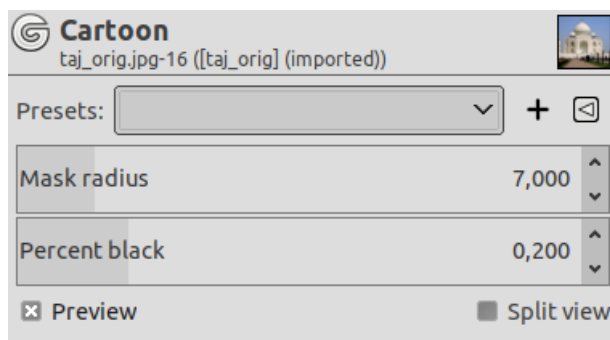 Cartoon
taj_orig.jpg-16 ([taj_orig] (imported))
Presets:
Mask radius 7,000
Percent black 0,200
Preview Split view